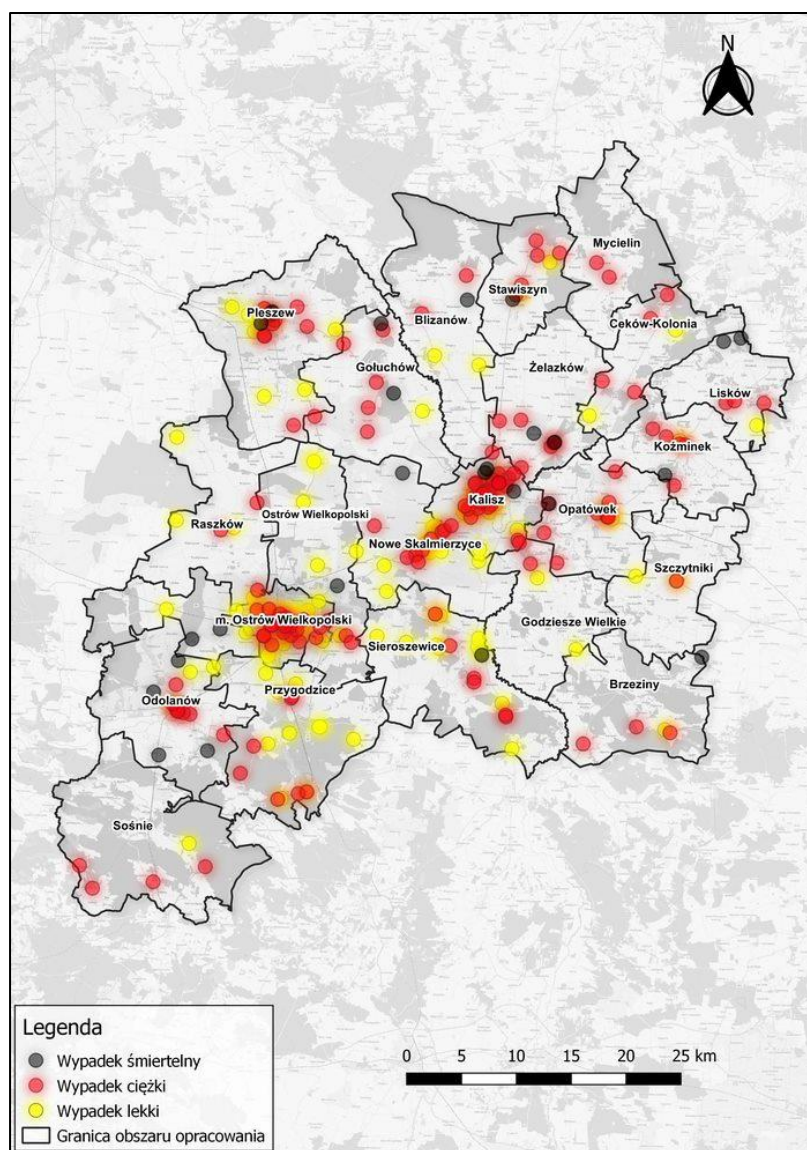 N
Mycielin
Stawiszyn
Pleszew
Blizanów
Ceków-Kolonia
Gołuchów
Żelazków
Lisków
Koźminek
Kalisz
Opatówek
Ostrów Wielkopolski
Raszków
Nowe Skalmierzyce
Szczytniki
m. Ostrów Wielkopolski
Godziesze Wielkie
Sieroszewice
Brzeziny
Przygodzice
Odolanów
Sośnie
Legenda
Wypadek śmiertelny
Wypadek ciężki
Wypadek lekki
Granica obszaru opracowania
0 5 10 15 20 25 km